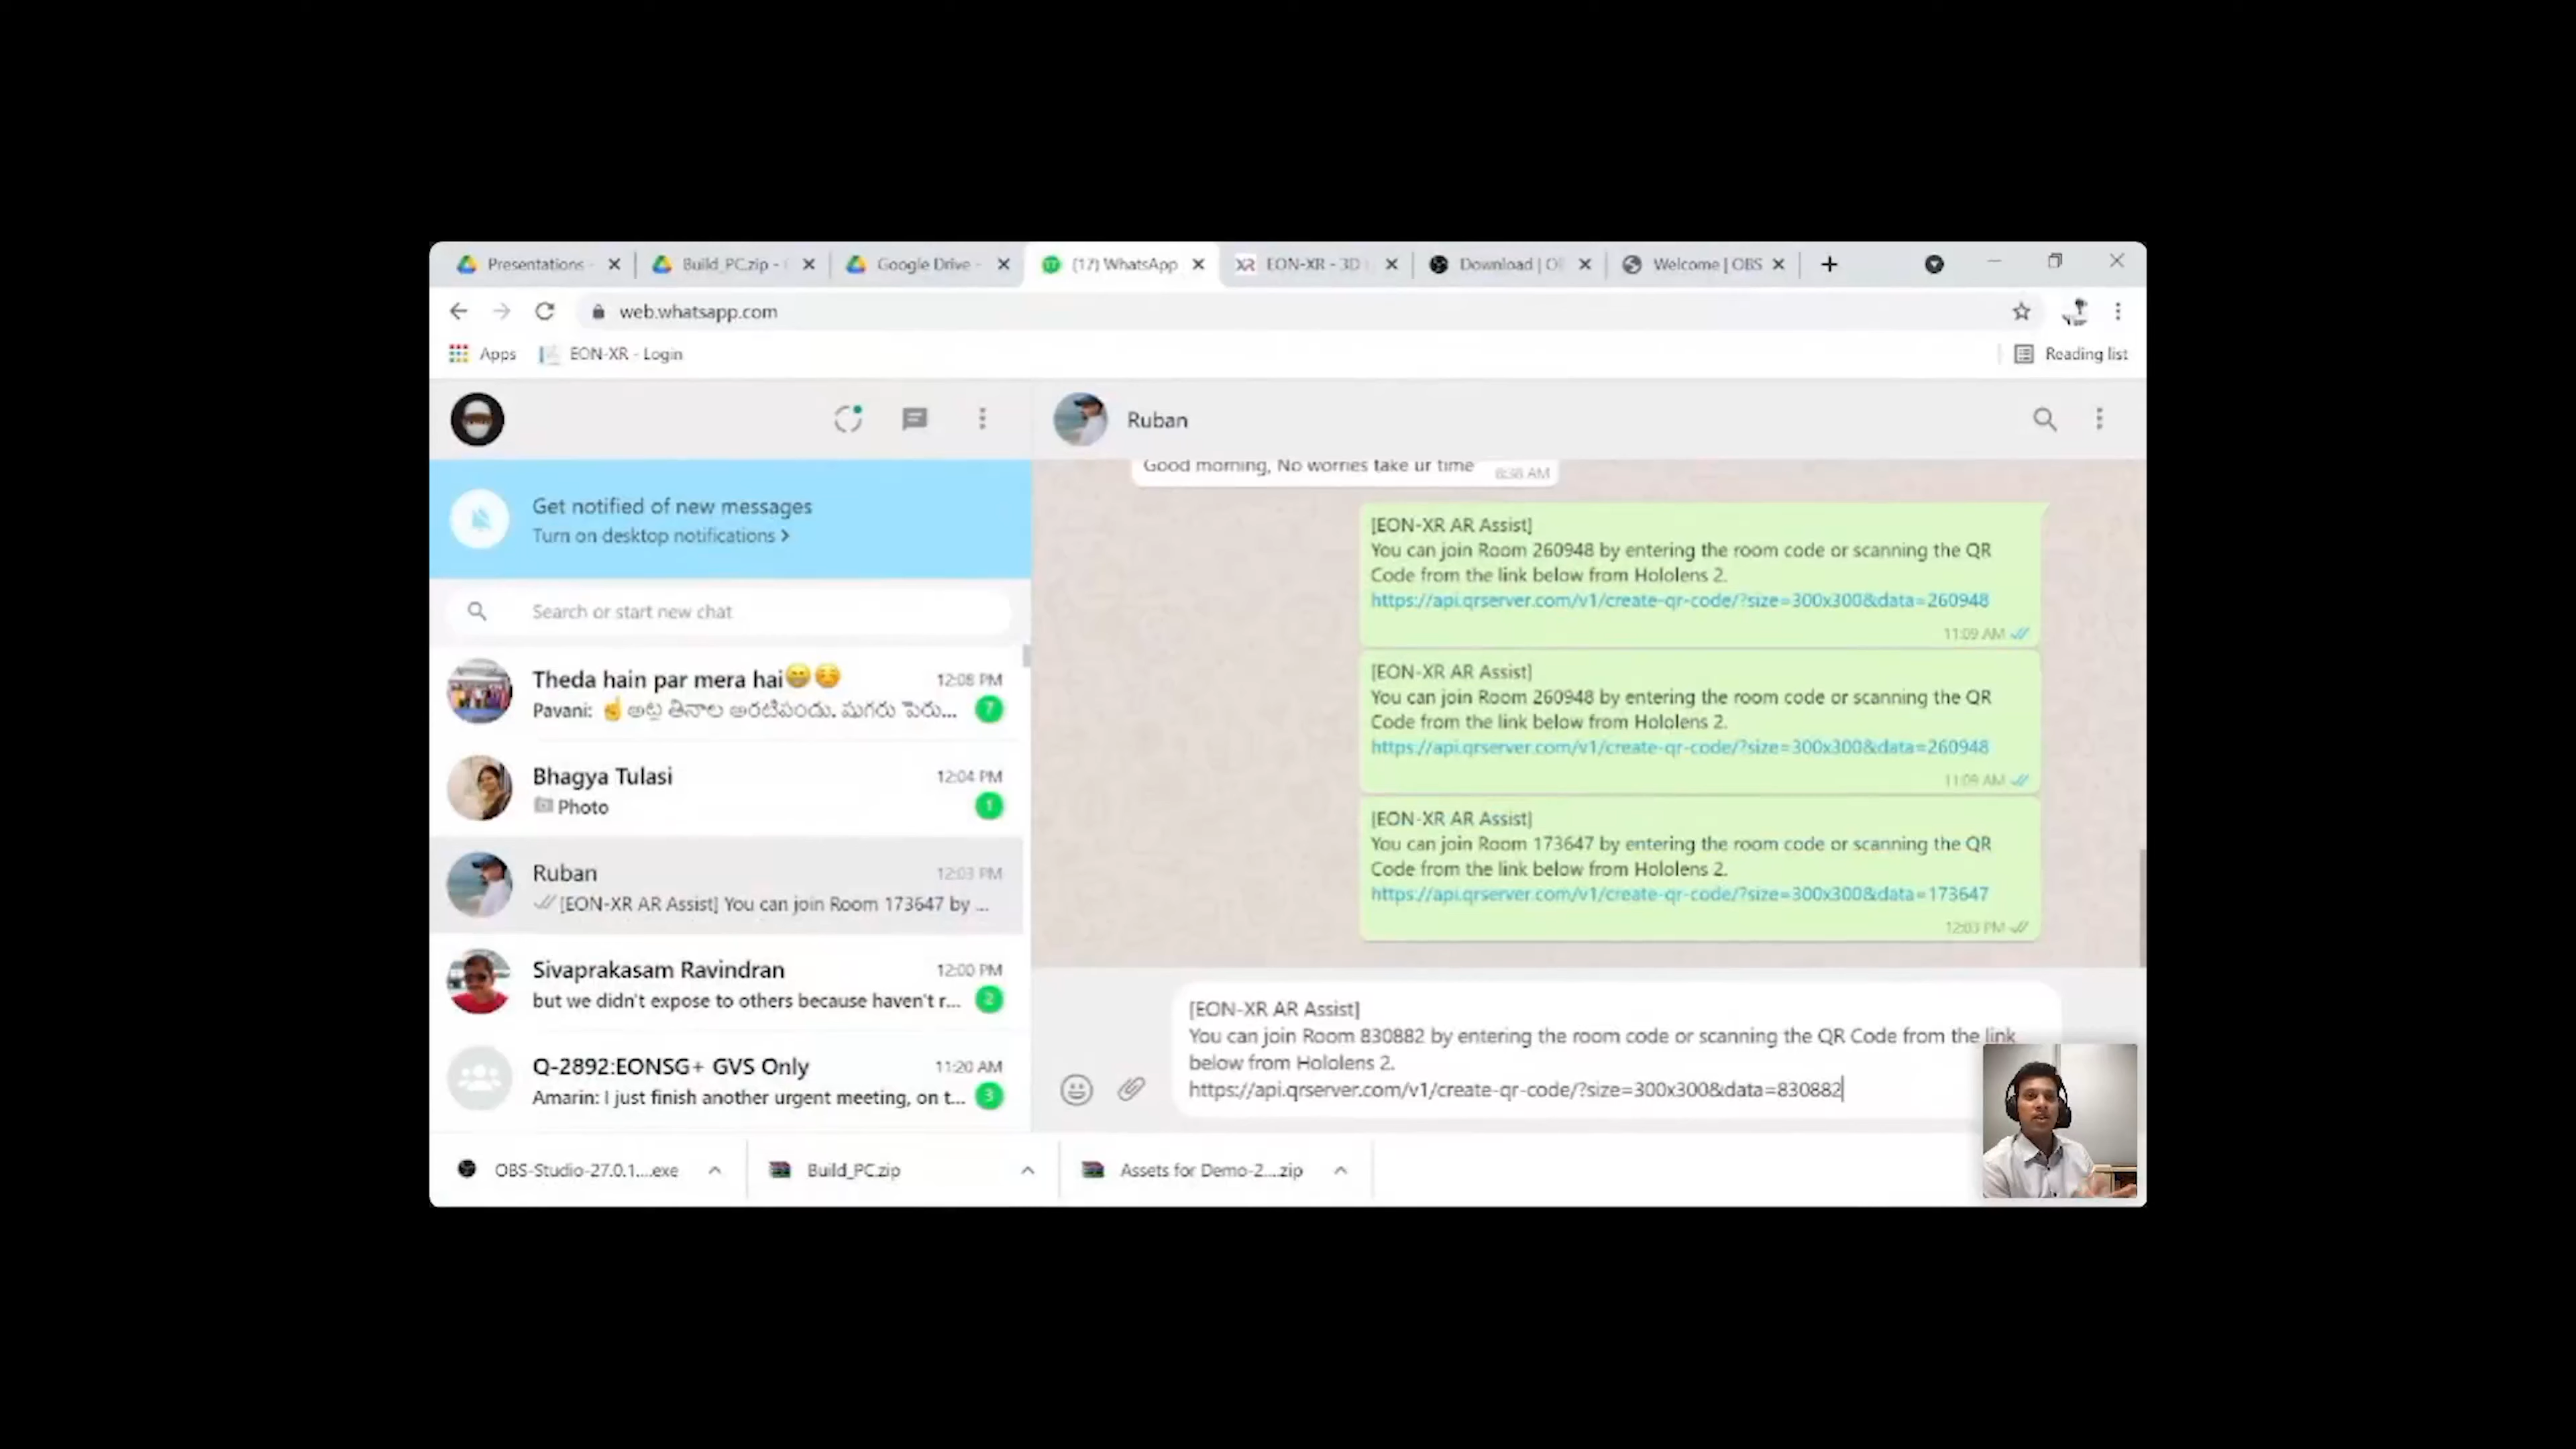 Presentations -
Build_PC.zip -
Google Drive -
(17) WhatsApp
EON-XR - 3D
Download | O
Welcome | OBS
web.whatsapp.com
Apps
EON-XR - Login
Reading list
Ruban
Get notified of new messages
Turn on desktop notifications >
Search or start new chat
Theda hain par mera hai😁☺️
12:08 PM
Pavani: ☝️ అట్ల తినాల అరటిపండు. షుగరు పెరు...
7
Bhagya Tulasi
12:04 PM
Photo
1
Ruban
12:03 PM
[EON-XR AR Assist] You can join Room 173647 by ...
Sivaprakasam Ravindran
12:00 PM
but we didn't expose to others because haven't r...
2
Q-2892:EONSG+ GVS Only
11:20 AM
Amarin: I just finish another urgent meeting, on t...
3
Good morning, No worries take ur time
8:38 AM
[EON-XR AR Assist]
You can join Room 260948 by entering the room code or scanning the QR
Code from the link below from Hololens 2.
https://api.qrserver.com/v1/create-qr-code/?size=300x300&data=260948
11:09 AM
[EON-XR AR Assist]
You can join Room 260948 by entering the room code or scanning the QR
Code from the link below from Hololens 2.
https://api.qrserver.com/v1/create-qr-code/?size=300x300&data=260948
11:09 AM
[EON-XR AR Assist]
You can join Room 173647 by entering the room code or scanning the QR
Code from the link below from Hololens 2.
https://api.qrserver.com/v1/create-qr-code/?size=300x300&data=173647
12:03 PM
[EON-XR AR Assist]
You can join Room 830882 by entering the room code or scanning the QR Code from the link
below from Hololens 2.
https://api.qrserver.com/v1/create-qr-code/?size=300x300&data=830882
OBS-Studio-27.0.1....exe
Build_PC.zip
Assets for Demo-2....zip